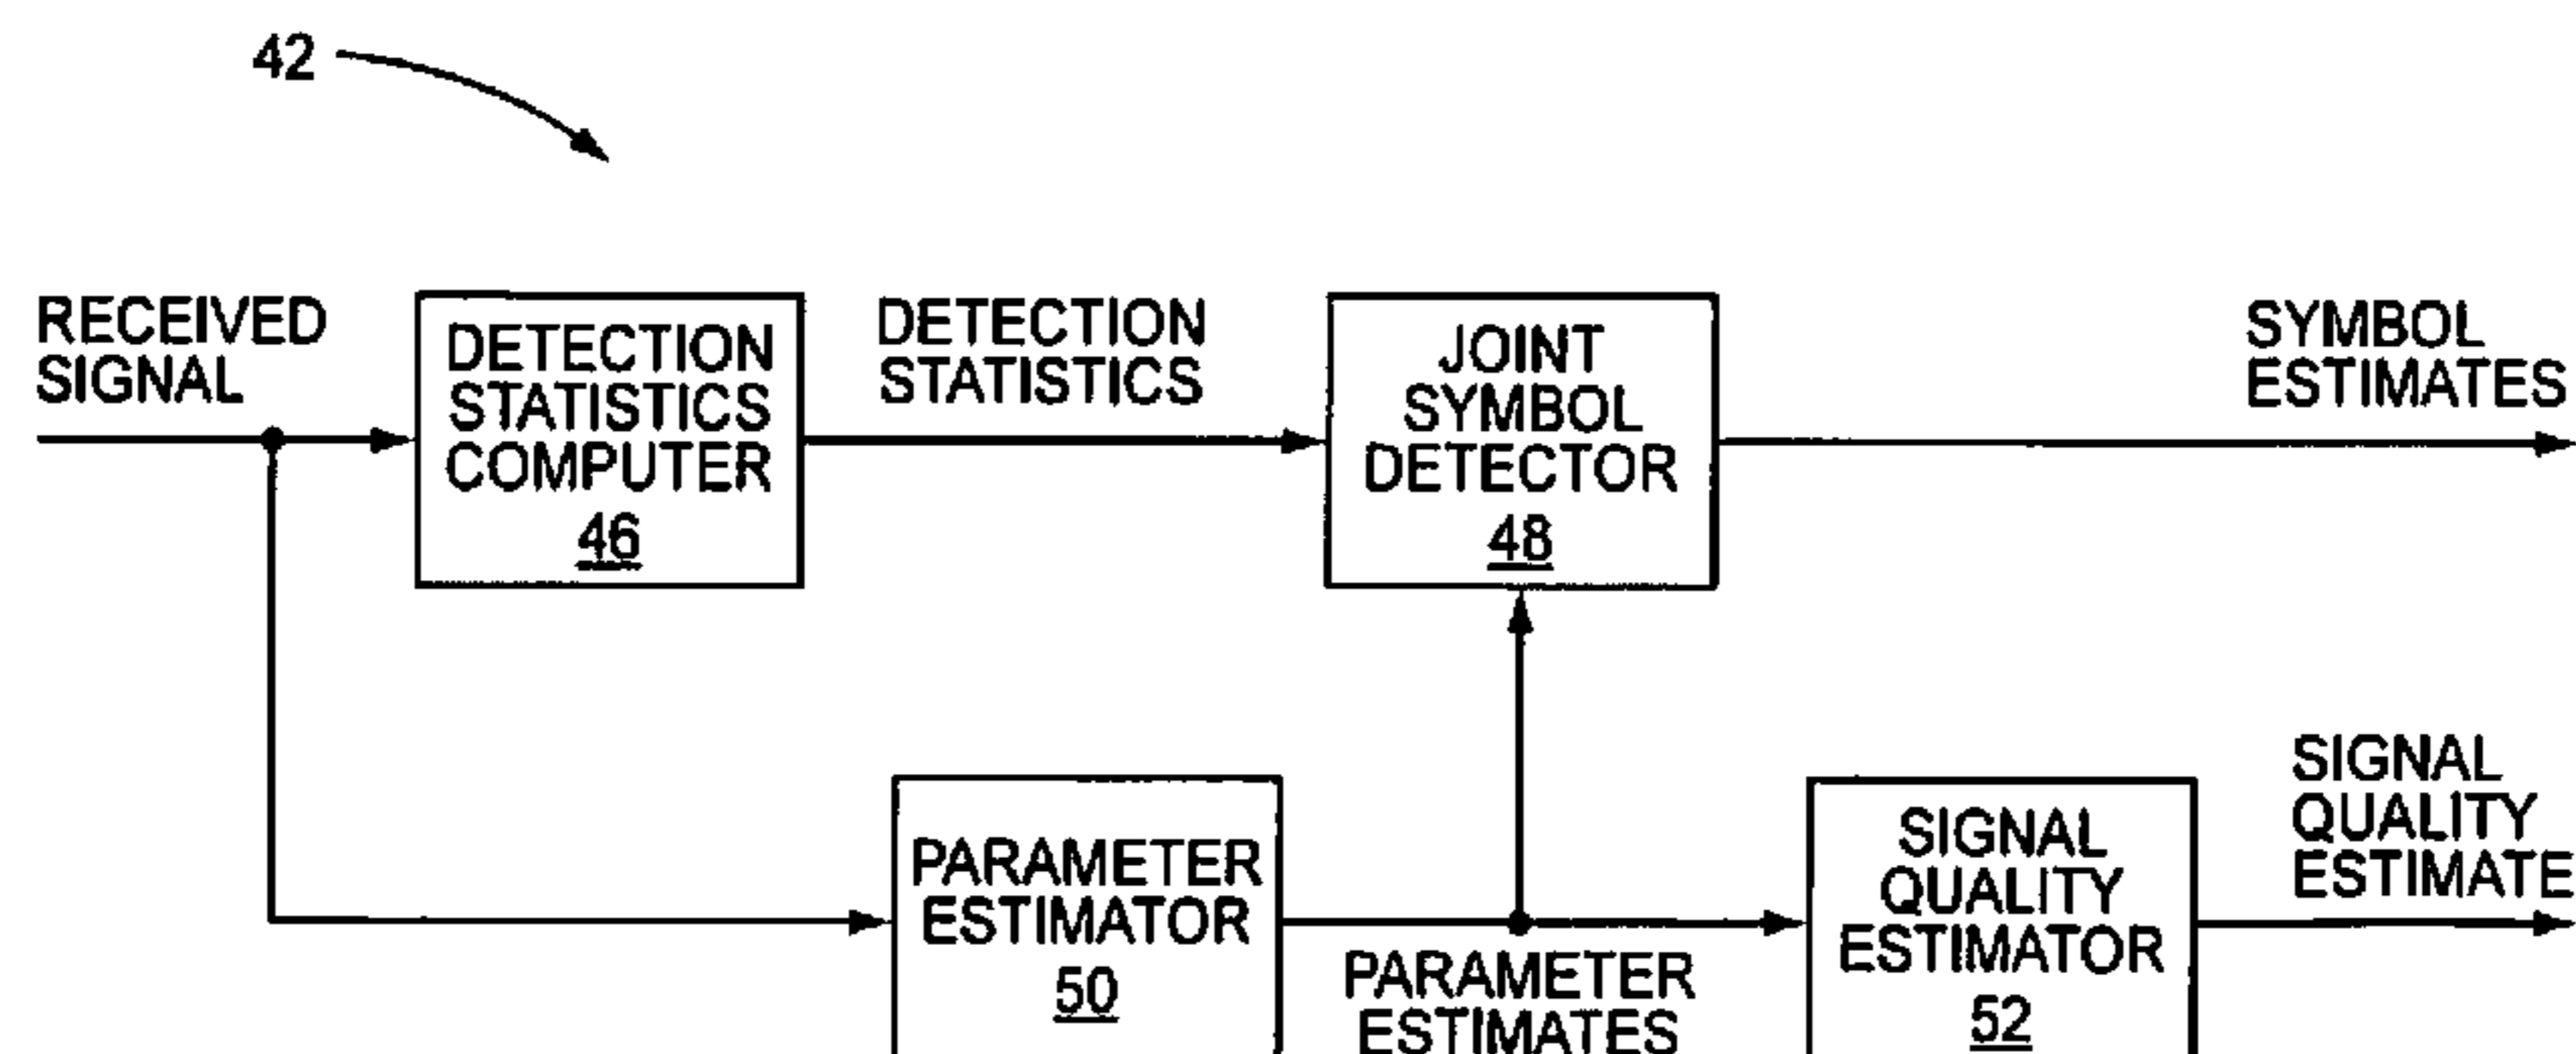 42
RECEIVED
SIGNAL
DETECTION
STATISTICS
COMPUTER
46
DETECTION
STATISTICS
JOINT
SYMBOL
DETECTOR
48
SYMBOL
ESTIMATES
PARAMETER
ESTIMATOR
50
PARAMETER
ESTIMATES
SIGNAL
QUALITY
ESTIMATOR
52
SIGNAL
QUALITY
ESTIMATE